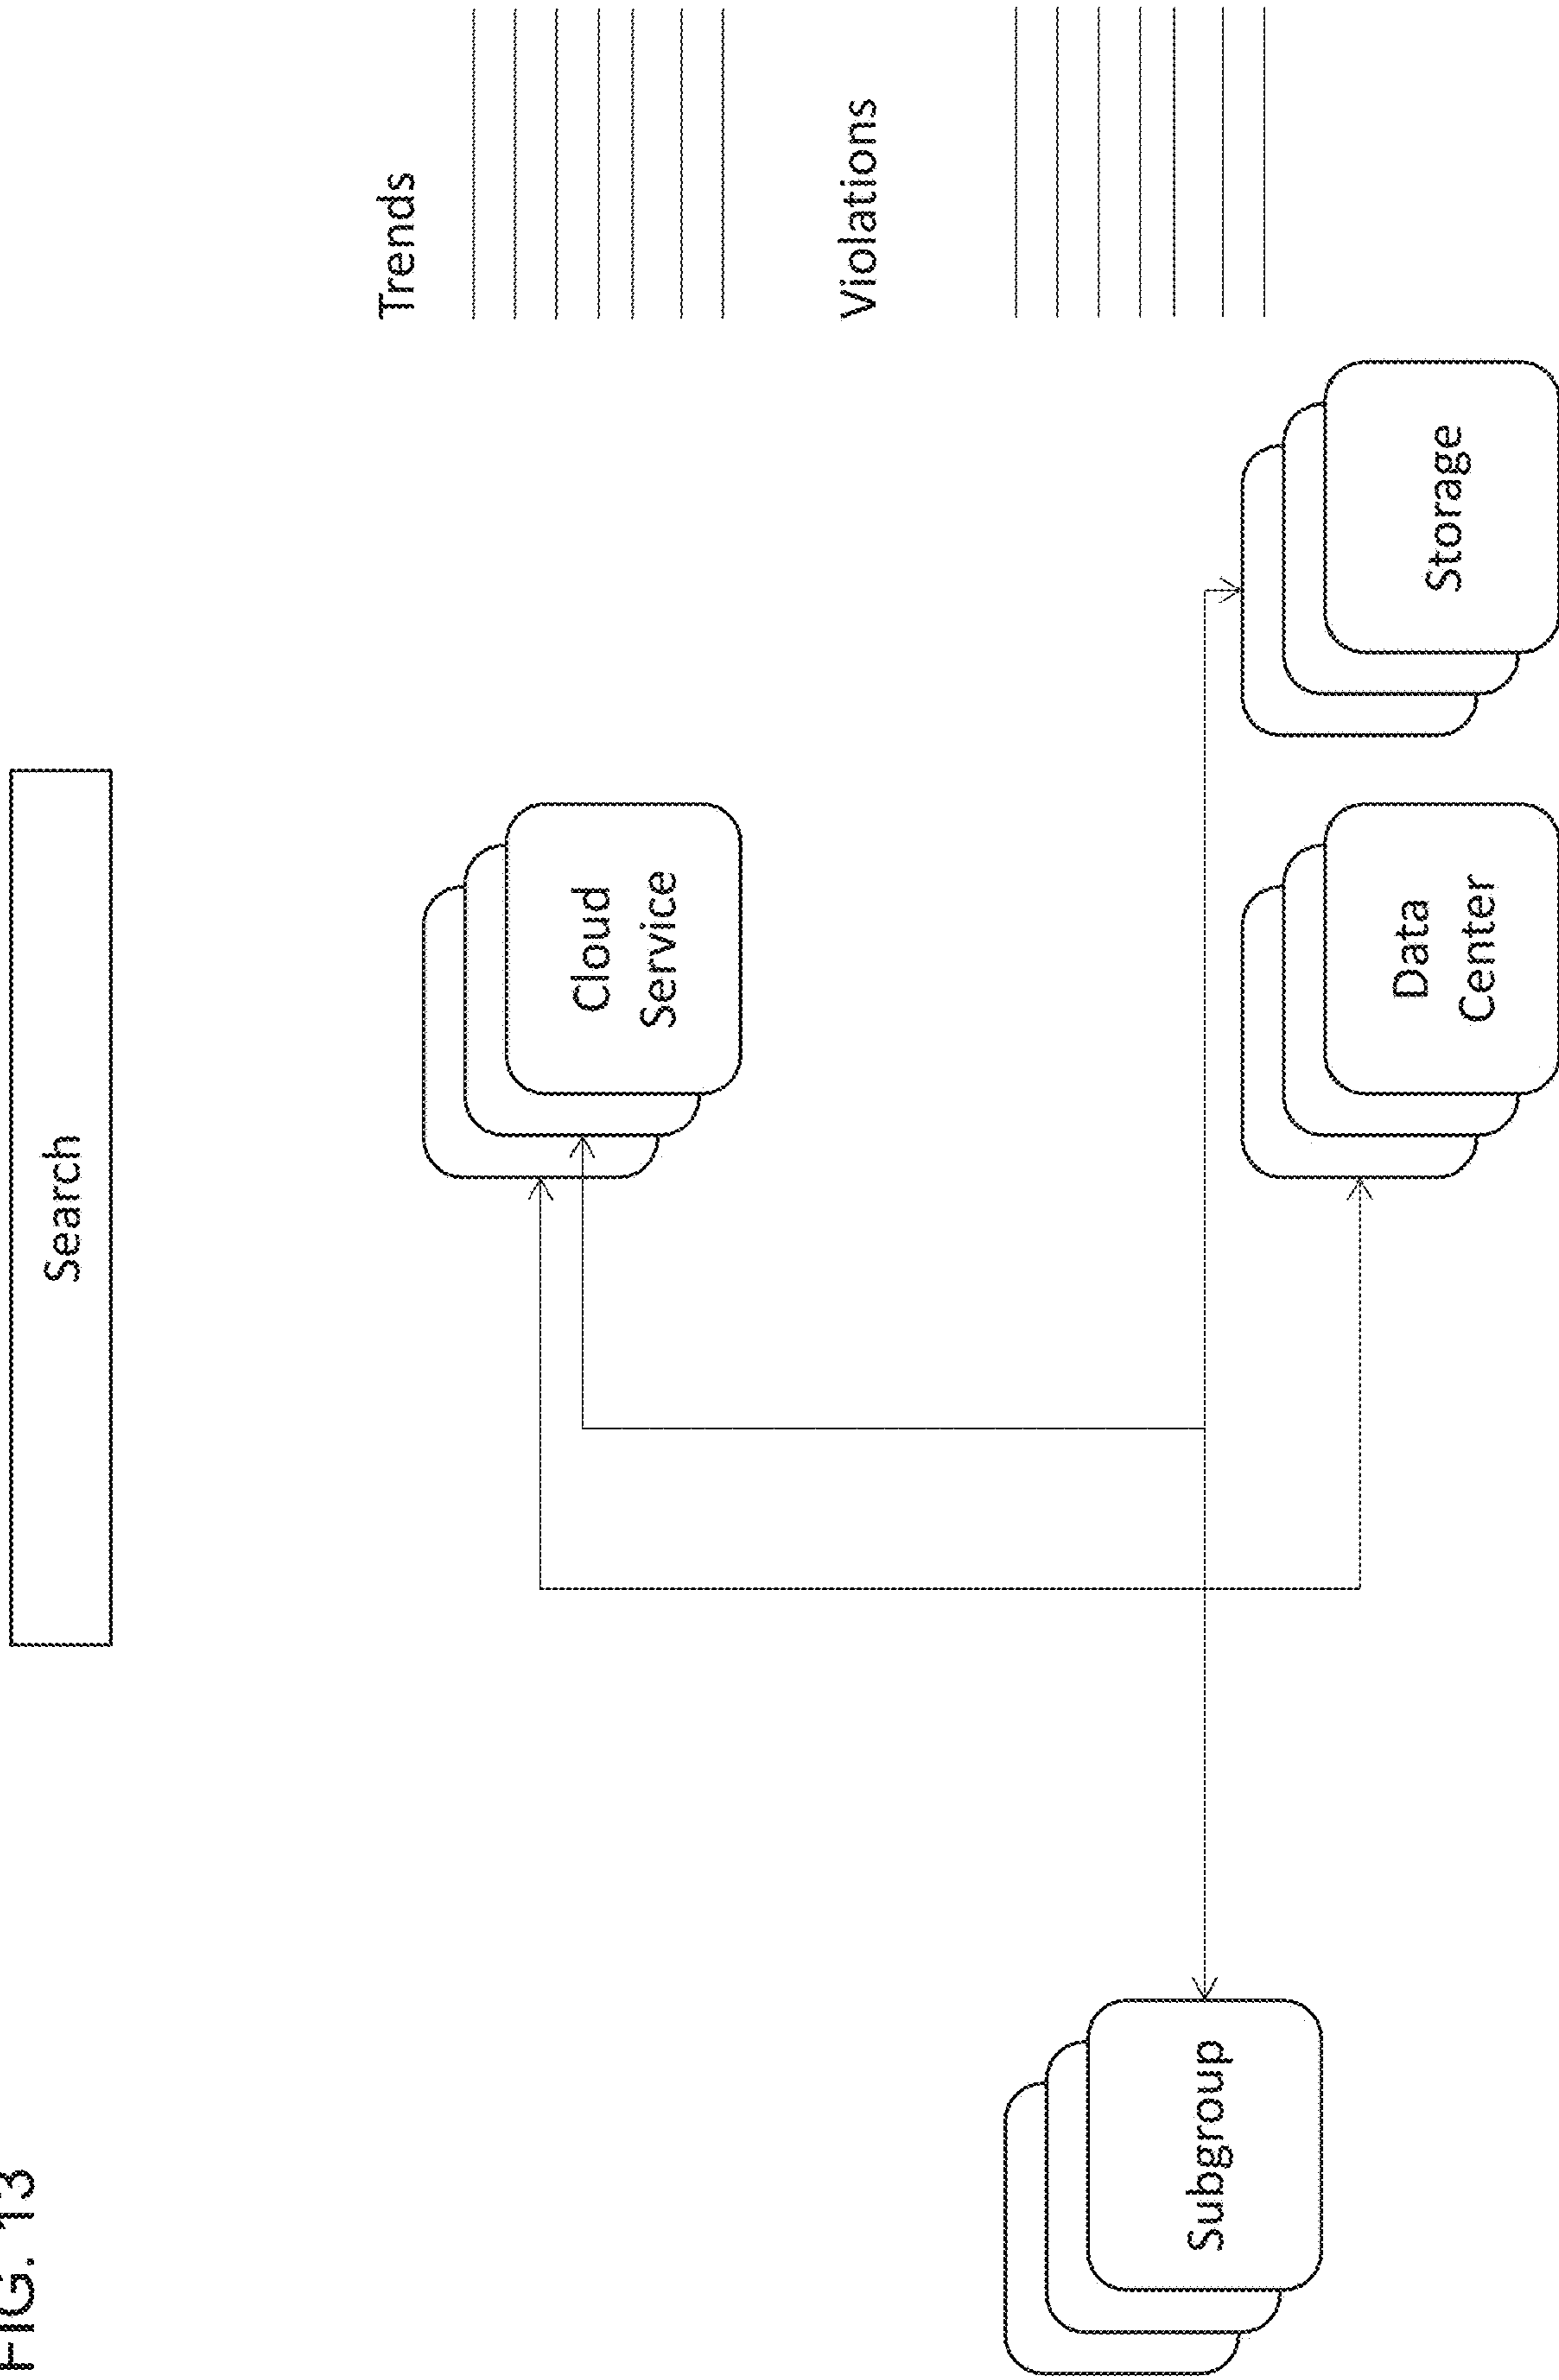 FIG. 13
Search
Trends
Cloud
Service
Violations
Subgroup
Data
Center
Storage